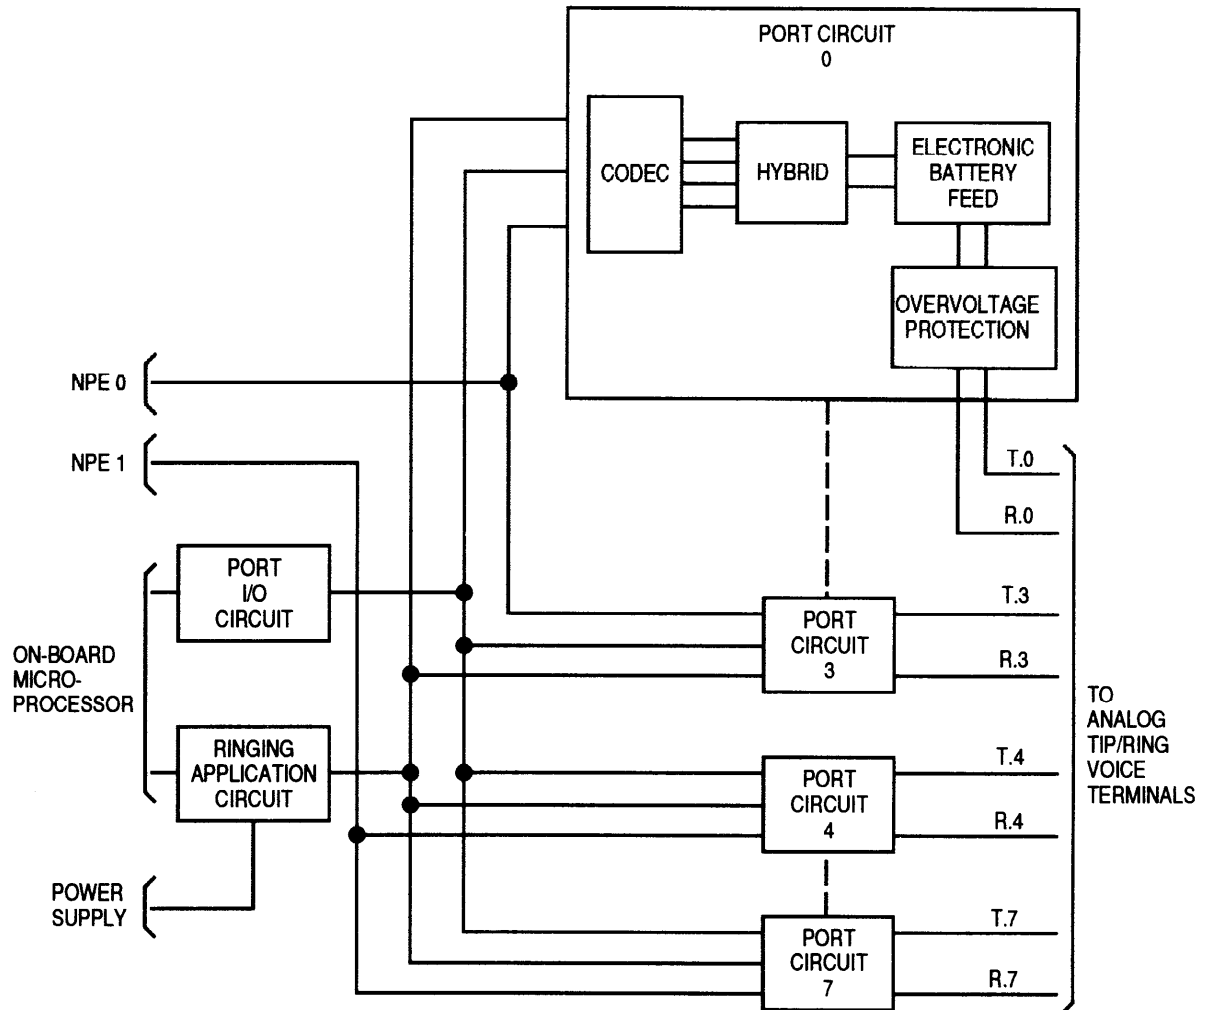 PORT CIRCUIT
0
CODEC
HYBRID
ELECTRONIC
BATTERY
FEED
OVERVOLTAGE
PROTECTION
NPE 0
NPE 1
T.0
R.0
PORT
I/O
CIRCUIT
ON-BOARD
MICRO-
PROCESSOR
RINGING
APPLICATION
CIRCUIT
POWER
SUPPLY
PORT
CIRCUIT
3
T.3
R.3
PORT
CIRCUIT
4
T.4
R.4
PORT
CIRCUIT
7
T.7
R.7
TO
ANALOG
TIP/RING
VOICE
TERMINALS